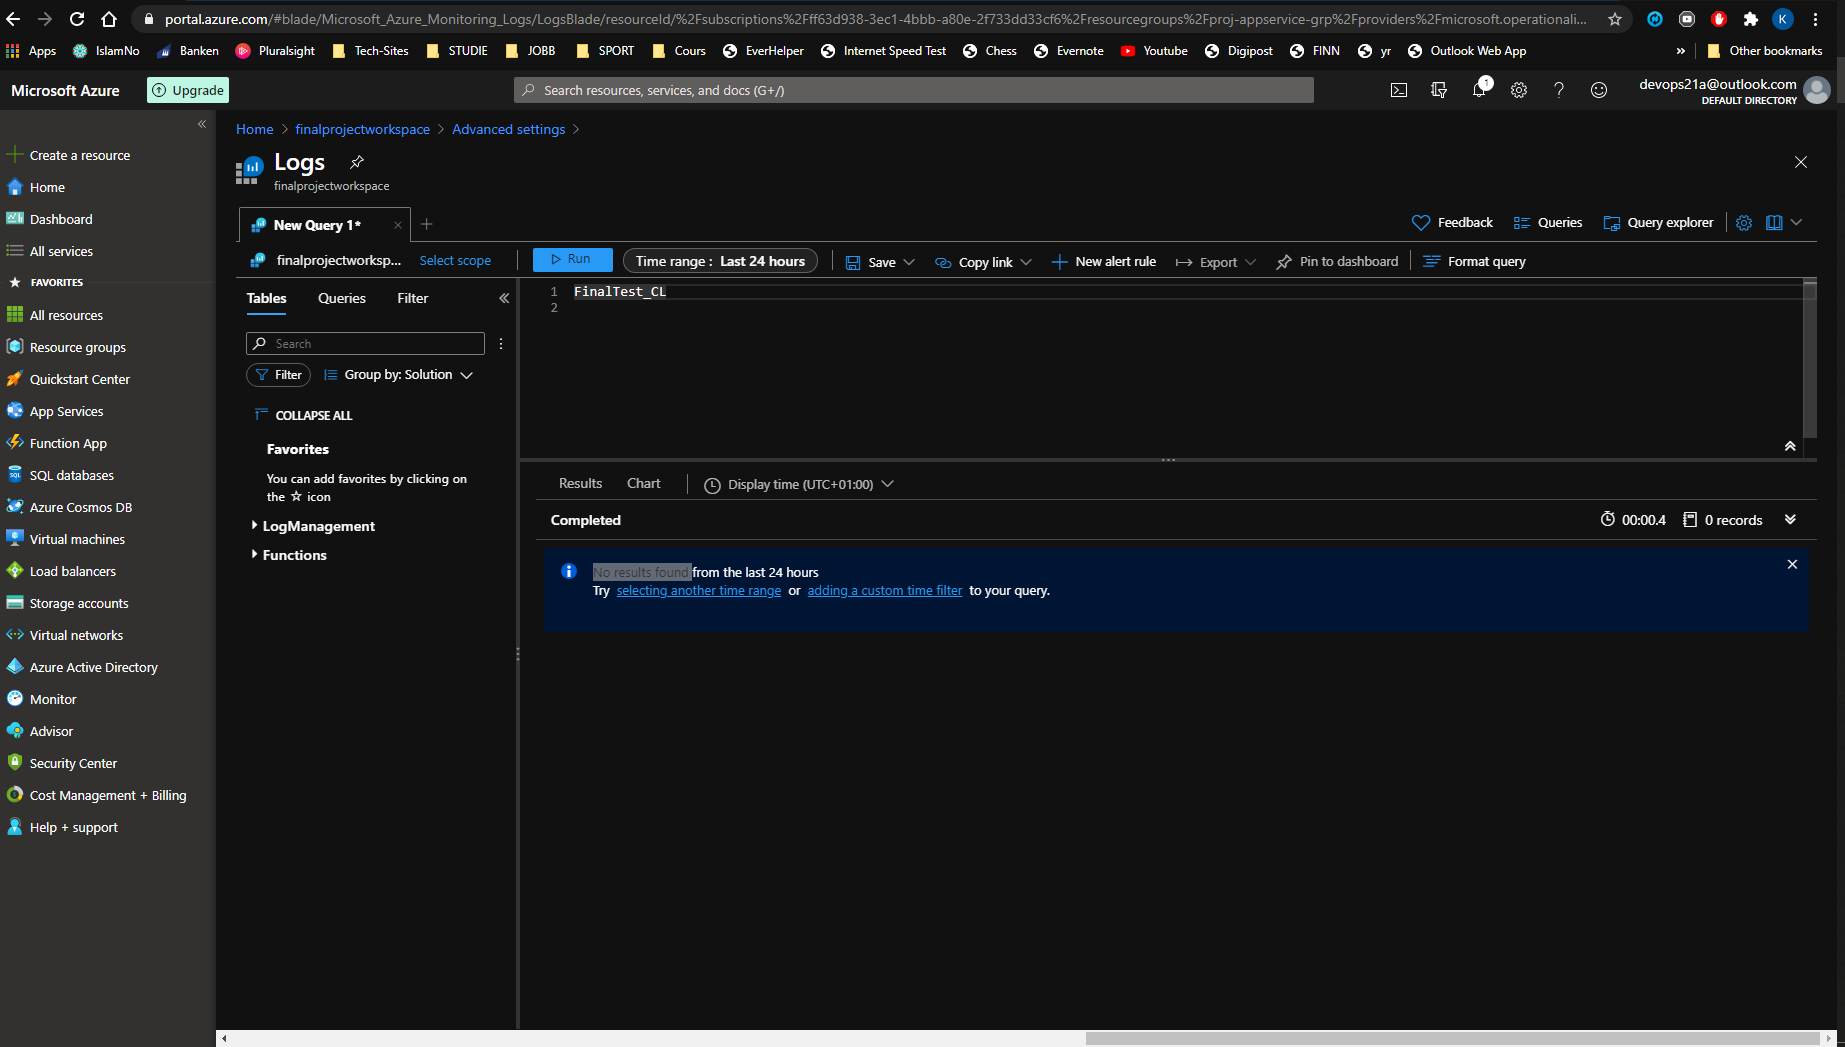 portal.azure.com/#blade/Microsoft_Azure_Monitoring_Logs/LogsBlade/resourceId/%2Fsubscriptions%2Fff63d938-3ec1-4bbb-a80e-2f733dd33cf6%2Fresourcegroups%2Fproj-appservice-grp%2Fproviders%2Fmicrosoft.operationali...
K
Apps IslamNo Banken Pluralsight Tech-Sites STUDIE JOBB SPORT Cours EverHelper Internet Speed Test Chess Evernote Youtube Digipost FINN yr Outlook Web App » Other bookmarks
Microsoft Azure Upgrade Search resources, services, and docs (G+/) 1 devops21a@outlook.com
DEFAULT DIRECTORY
Create a resource
Home
Dashboard
All services
FAVORITES
All resources
Resource groups
Quickstart Center
App Services
Function App
SQL databases
Azure Cosmos DB
Virtual machines
Load balancers
Storage accounts
Virtual networks
Azure Active Directory
Monitor
Advisor
Security Center
Cost Management + Billing
Help + support
Home > finalprojectworkspace > Advanced settings >
Logs
finalprojectworkspace
New Query 1*
Feedback Queries Query explorer
finalprojectworksp... Select scope Run Time range : Last 24 hours Save Copy link New alert rule Export Pin to dashboard Format query
Tables Queries Filter
Search
Filter Group by: Solution
COLLAPSE ALL
Favorites
You can add favorites by clicking on
the ☆ icon
LogManagement
Functions
1 FinalTest_CL
2
Results Chart Display time (UTC+01:00)
Completed 00:00.4 0 records
No results found from the last 24 hours
Try selecting another time range or adding a custom time filter to your query.